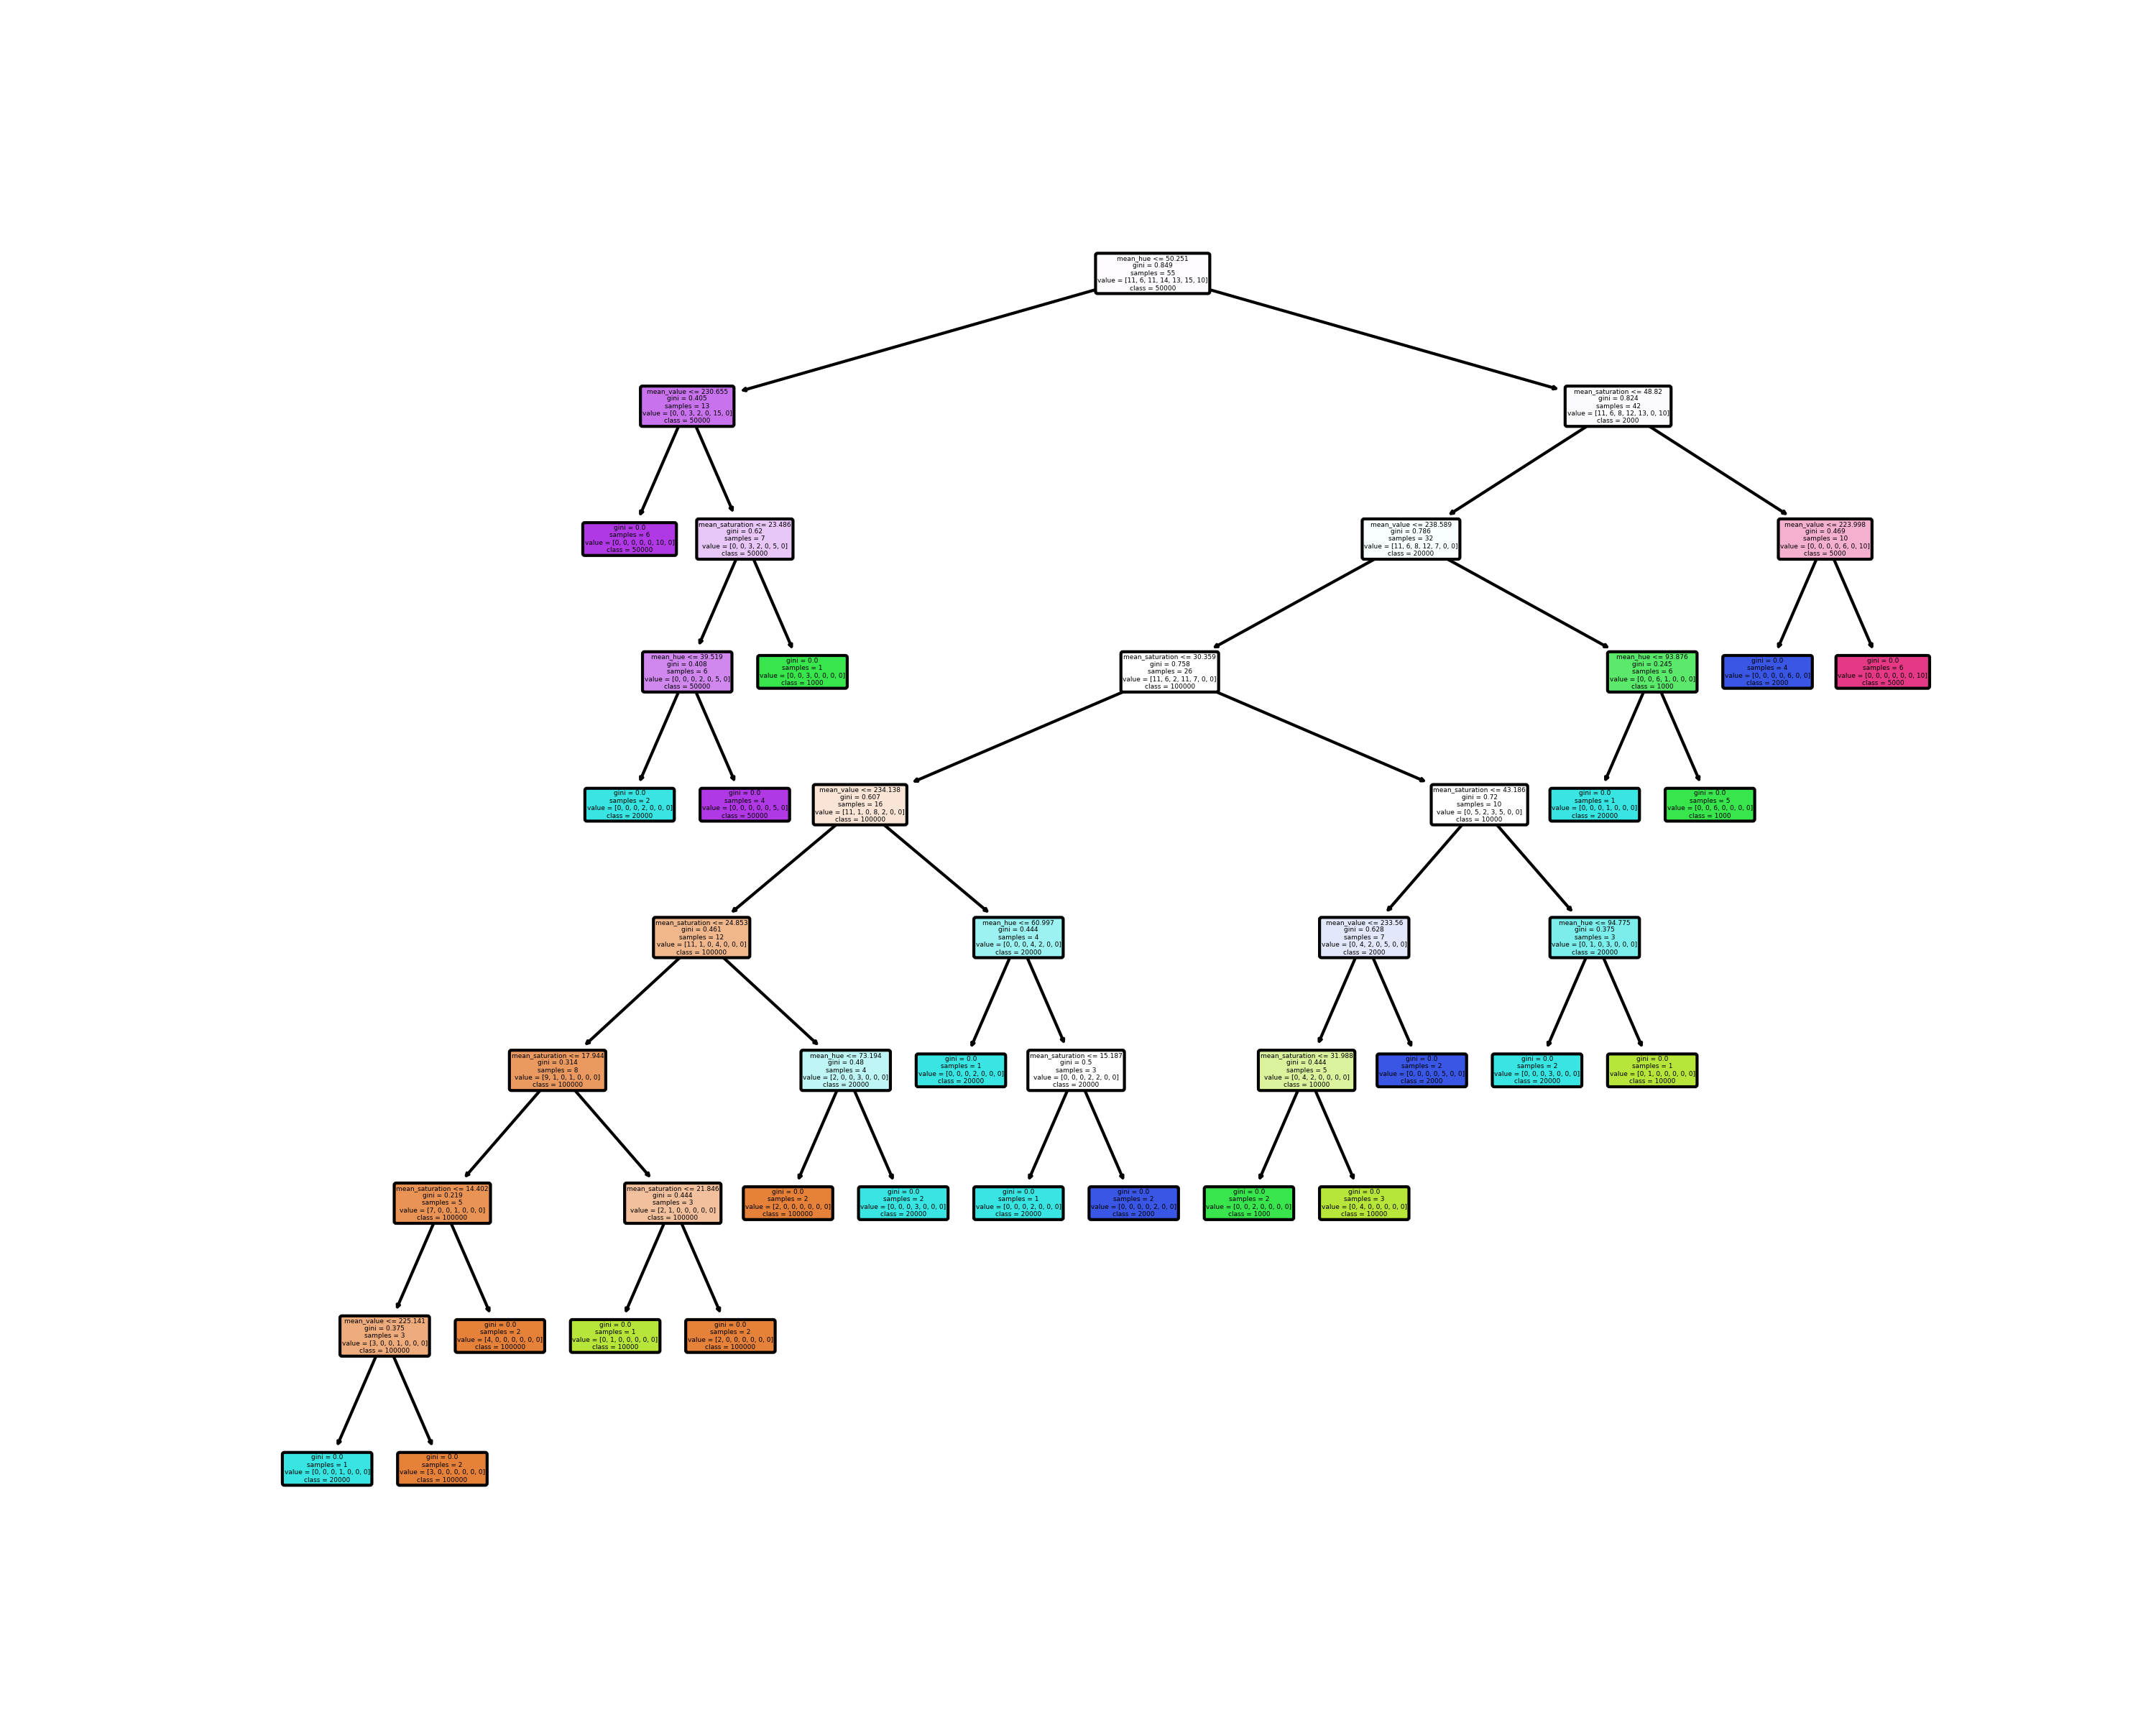 mean_hue <= 50.251
gini = 0.849
samples = 55
value = [11, 6, 11, 14, 13, 15, 10]
class = 50000
mean_value <= 230.655
gini = 0.405
samples = 13
value = [0, 0, 3, 2, 0, 15, 0]
class = 50000
mean_saturation <= 48.82
gini = 0.824
samples = 42
value = [11, 6, 8, 12, 13, 0, 10]
class = 2000
gini = 0.0
samples = 6
value = [0, 0, 0, 0, 0, 10, 0]
class = 50000
mean_saturation <= 23.486
gini = 0.62
samples = 7
value = [0, 0, 3, 2, 0, 5, 0]
class = 50000
mean_value <= 238.589
gini = 0.786
samples = 32
value = [11, 6, 8, 12, 7, 0, 0]
class = 20000
mean_value <= 223.998
gini = 0.469
samples = 10
value = [0, 0, 0, 0, 6, 0, 10]
class = 5000
mean_hue <= 39.519
gini = 0.408
samples = 6
value = [0, 0, 0, 2, 0, 5, 0]
class = 50000
gini = 0.0
samples = 1
value = [0, 0, 3, 0, 0, 0, 0]
class = 1000
mean_saturation <= 30.359
gini = 0.758
samples = 26
value = [11, 6, 2, 11, 7, 0, 0]
class = 100000
mean_hue <= 93.876
gini = 0.245
samples = 6
value = [0, 0, 6, 1, 0, 0, 0]
class = 1000
gini = 0.0
samples = 4
value = [0, 0, 0, 0, 6, 0, 0]
class = 2000
gini = 0.0
samples = 6
value = [0, 0, 0, 0, 0, 0, 10]
class = 5000
gini = 0.0
samples = 2
value = [0, 0, 0, 2, 0, 0, 0]
class = 20000
gini = 0.0
samples = 4
value = [0, 0, 0, 0, 0, 5, 0]
class = 50000
mean_value <= 234.138
gini = 0.607
samples = 16
value = [11, 1, 0, 8, 2, 0, 0]
class = 100000
mean_saturation <= 43.186
gini = 0.72
samples = 10
value = [0, 5, 2, 3, 5, 0, 0]
class = 10000
gini = 0.0
samples = 1
value = [0, 0, 0, 1, 0, 0, 0]
class = 20000
gini = 0.0
samples = 5
value = [0, 0, 6, 0, 0, 0, 0]
class = 1000
mean_saturation <= 24.853
gini = 0.461
samples = 12
value = [11, 1, 0, 4, 0, 0, 0]
class = 100000
mean_hue <= 60.997
gini = 0.444
samples = 4
value = [0, 0, 0, 4, 2, 0, 0]
class = 20000
mean_value <= 233.56
gini = 0.628
samples = 7
value = [0, 4, 2, 0, 5, 0, 0]
class = 2000
mean_hue <= 94.775
gini = 0.375
samples = 3
value = [0, 1, 0, 3, 0, 0, 0]
class = 20000
mean_saturation <= 17.944
gini = 0.314
samples = 8
value = [9, 1, 0, 1, 0, 0, 0]
class = 100000
mean_hue <= 73.194
gini = 0.48
samples = 4
value = [2, 0, 0, 3, 0, 0, 0]
class = 20000
gini = 0.0
samples = 1
value = [0, 0, 0, 2, 0, 0, 0]
class = 20000
mean_saturation <= 15.187
gini = 0.5
samples = 3
value = [0, 0, 0, 2, 2, 0, 0]
class = 20000
mean_saturation <= 31.988
gini = 0.444
samples = 5
value = [0, 4, 2, 0, 0, 0, 0]
class = 10000
gini = 0.0
samples = 2
value = [0, 0, 0, 0, 5, 0, 0]
class = 2000
gini = 0.0
samples = 2
value = [0, 0, 0, 3, 0, 0, 0]
class = 20000
gini = 0.0
samples = 1
value = [0, 1, 0, 0, 0, 0, 0]
class = 10000
mean_saturation <= 14.402
gini = 0.219
samples = 5
value = [7, 0, 0, 1, 0, 0, 0]
class = 100000
mean_saturation <= 21.846
gini = 0.444
samples = 3
value = [2, 1, 0, 0, 0, 0, 0]
class = 100000
gini = 0.0
samples = 2
value = [2, 0, 0, 0, 0, 0, 0]
class = 100000
gini = 0.0
samples = 2
value = [0, 0, 0, 3, 0, 0, 0]
class = 20000
gini = 0.0
samples = 1
value = [0, 0, 0, 2, 0, 0, 0]
class = 20000
gini = 0.0
samples = 2
value = [0, 0, 0, 0, 2, 0, 0]
class = 2000
gini = 0.0
samples = 2
value = [0, 0, 2, 0, 0, 0, 0]
class = 1000
gini = 0.0
samples = 3
value = [0, 4, 0, 0, 0, 0, 0]
class = 10000
mean_value <= 225.141
gini = 0.375
samples = 3
value = [3, 0, 0, 1, 0, 0, 0]
class = 100000
gini = 0.0
samples = 2
value = [4, 0, 0, 0, 0, 0, 0]
class = 100000
gini = 0.0
samples = 1
value = [0, 1, 0, 0, 0, 0, 0]
class = 10000
gini = 0.0
samples = 2
value = [2, 0, 0, 0, 0, 0, 0]
class = 100000
gini = 0.0
samples = 1
value = [0, 0, 0, 1, 0, 0, 0]
class = 20000
gini = 0.0
samples = 2
value = [3, 0, 0, 0, 0, 0, 0]
class = 100000